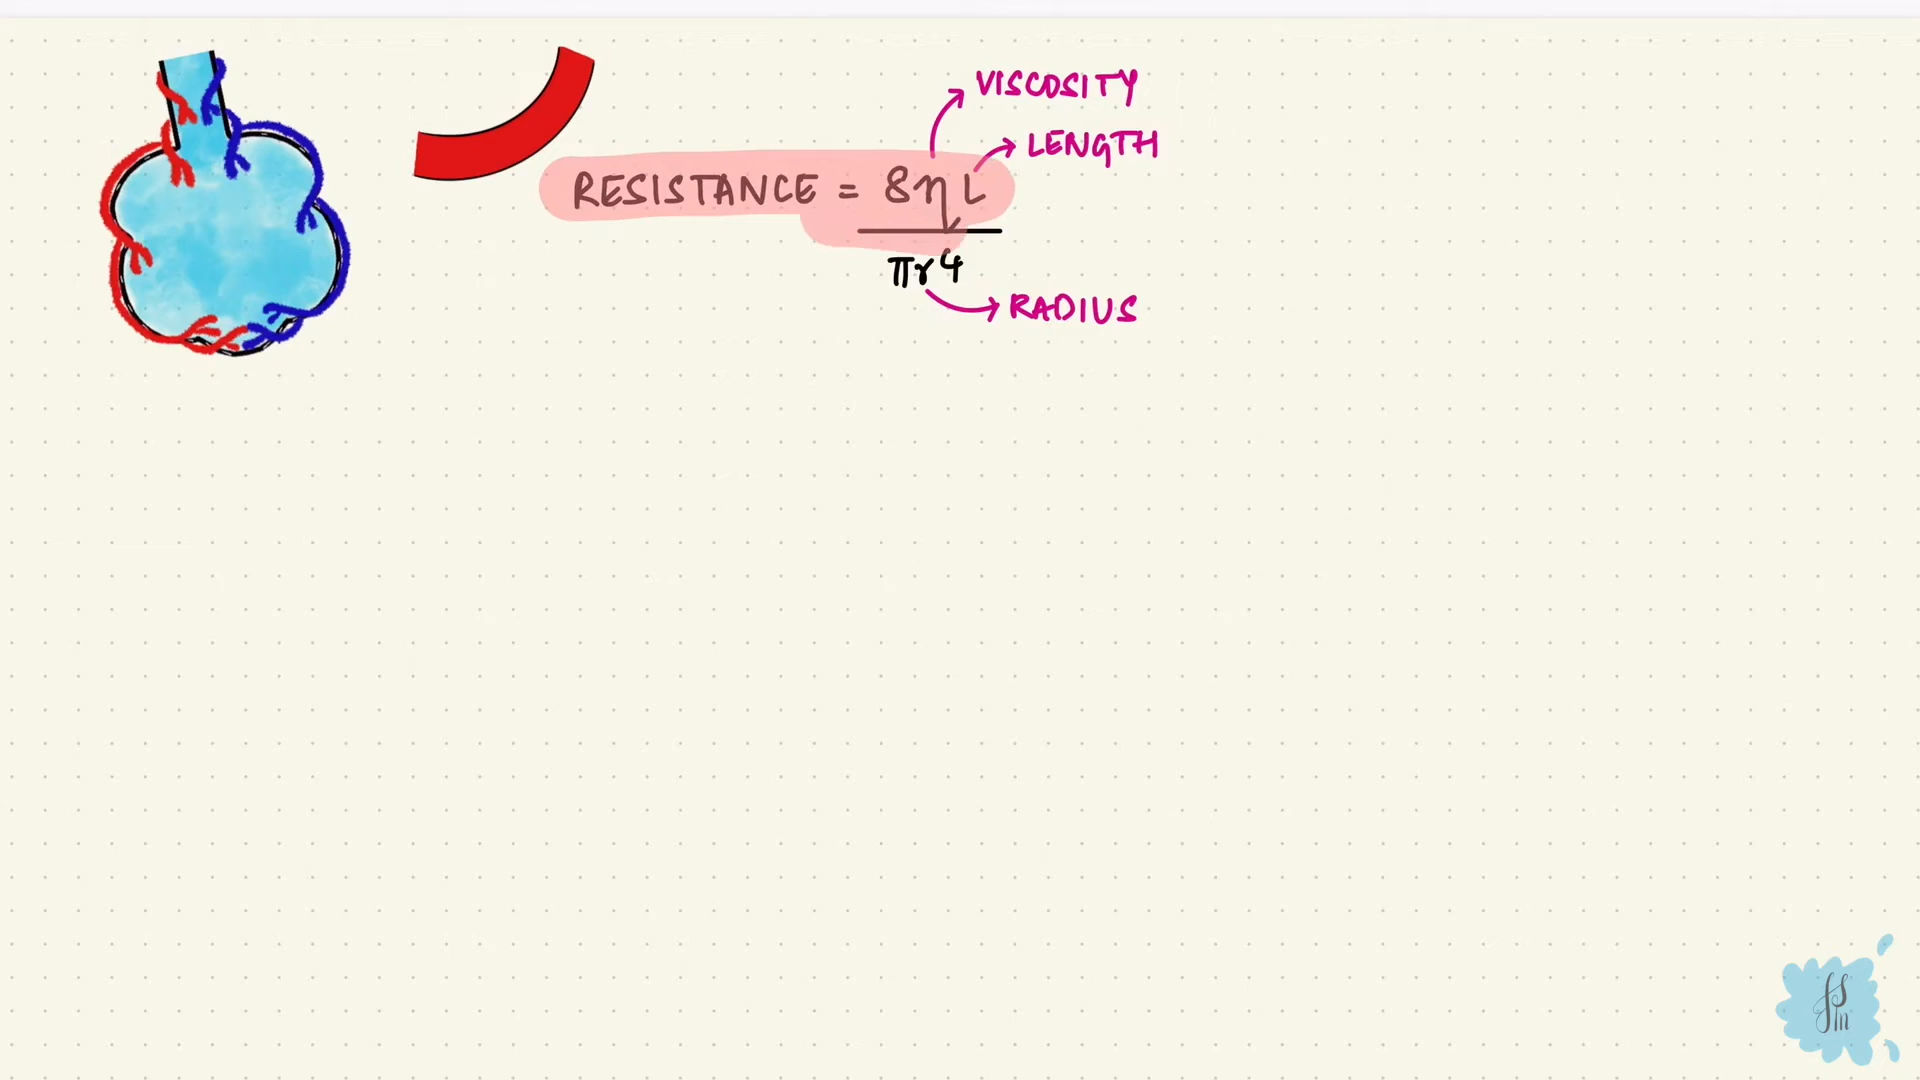 VISCOSITY
LENGTH
RESISTANCE = 8ηL
πr4
RADIUS